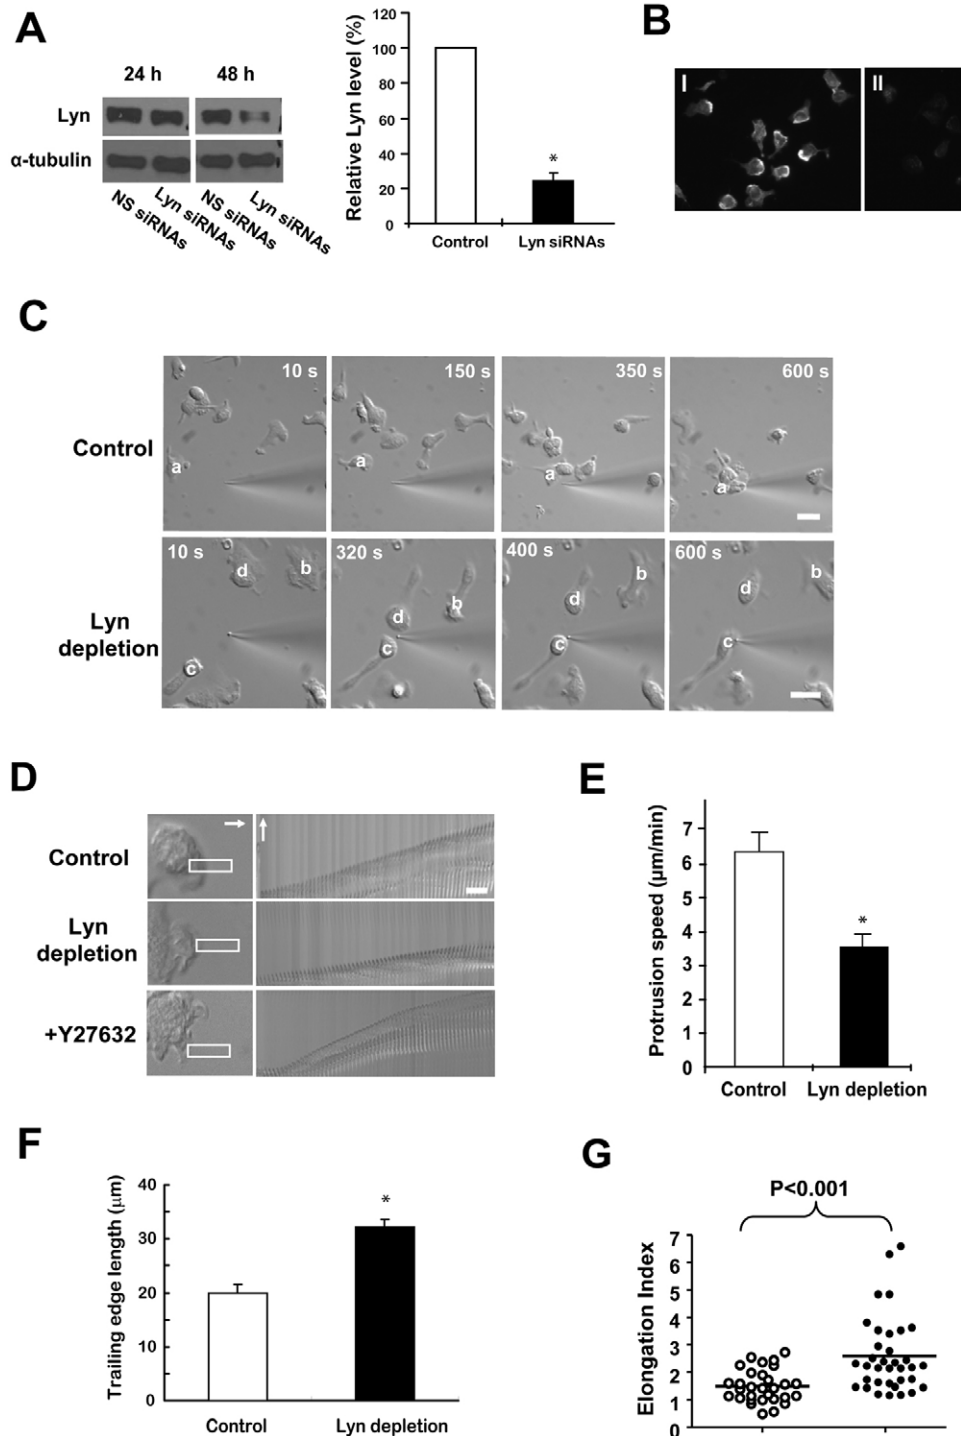 A
24 h
48 h
Lyn
α-tubulin
NS siRNAs
Lyn siRNAs
NS siRNAs
Lyn siRNAs
Relative Lyn level (%)
120
100
80
60
40
20
0
*
Control
Lyn siRNAs
B
I
II
C
Control
10 s
150 s
350 s
600 s
a
a
a
a
Lyn
depletion
10 s
320 s
400 s
600 s
d
b
c
d
b
c
d
b
c
d
b
c
D
Control
Lyn
depletion
+Y27632
E
Protrusion speed (μm/min)
7
6
5
4
3
2
1
0
*
Control
Lyn depletion
F
Trailing edge length (μm)
40
30
20
10
0
*
Control
Lyn depletion
G
P<0.001
Elongation Index
7
6
5
4
3
2
1
0